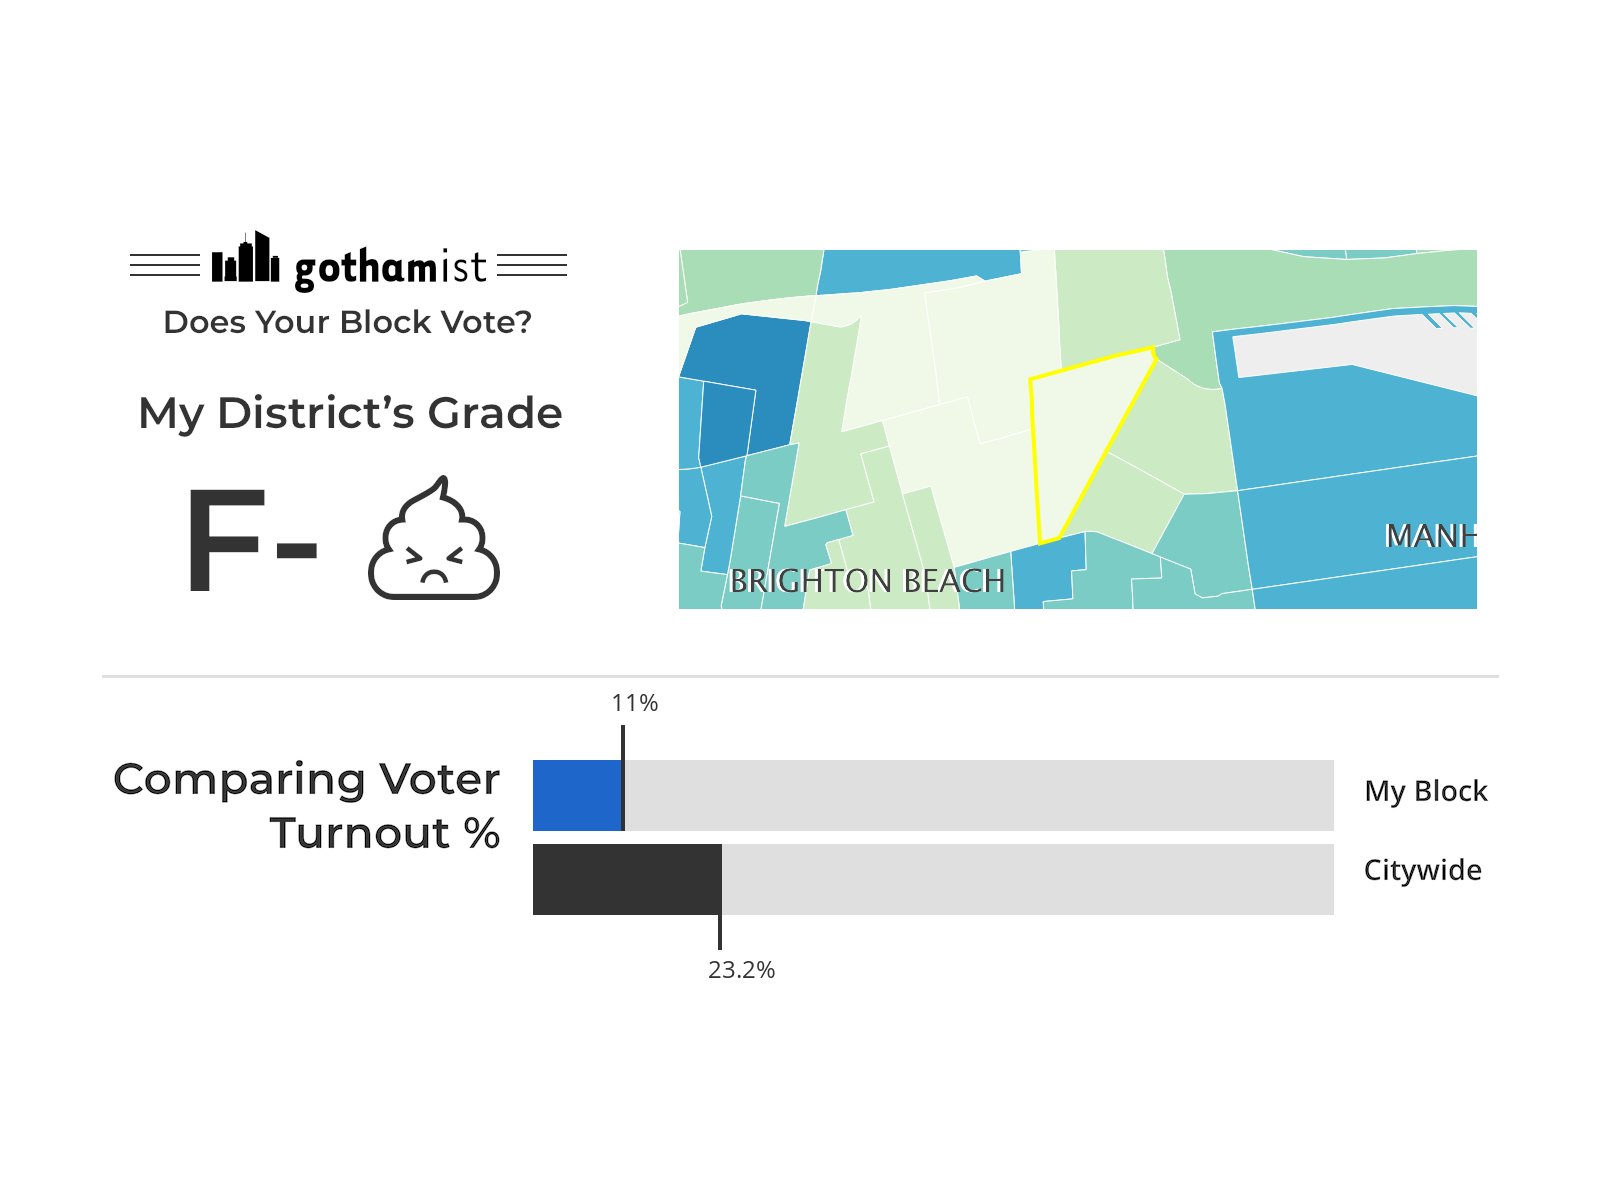 gothamist
Does Your Block Vote?
My District's Grade
F-
BRIGHTON BEACH
MANH
11%
Comparing Voter
Turnout %
My Block
Citywide
23.2%